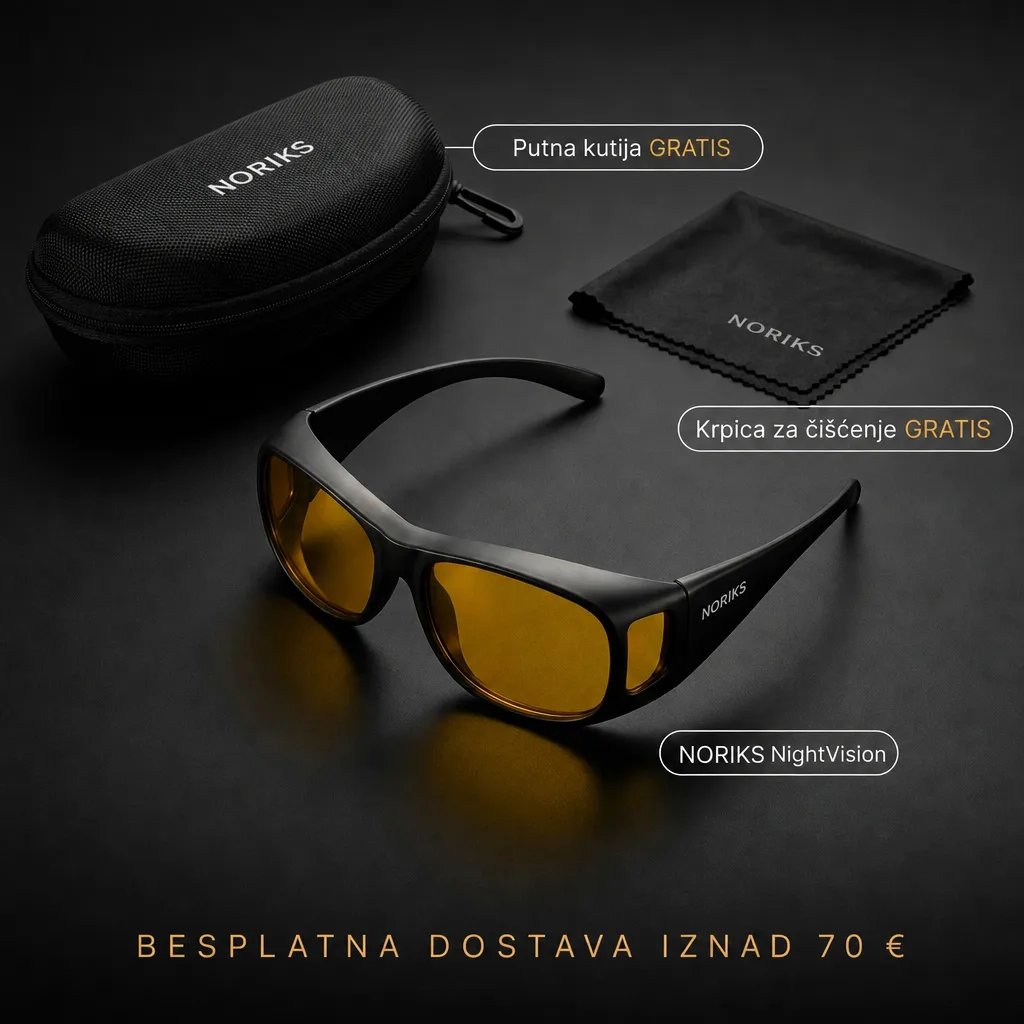 NORIKS
Putna kutija GRATIS
NORIKS
Krpica za čišćenje GRATIS
NORIKS
NORIKS NightVision
BESPLATNA DOSTAVA IZNAD 70 €